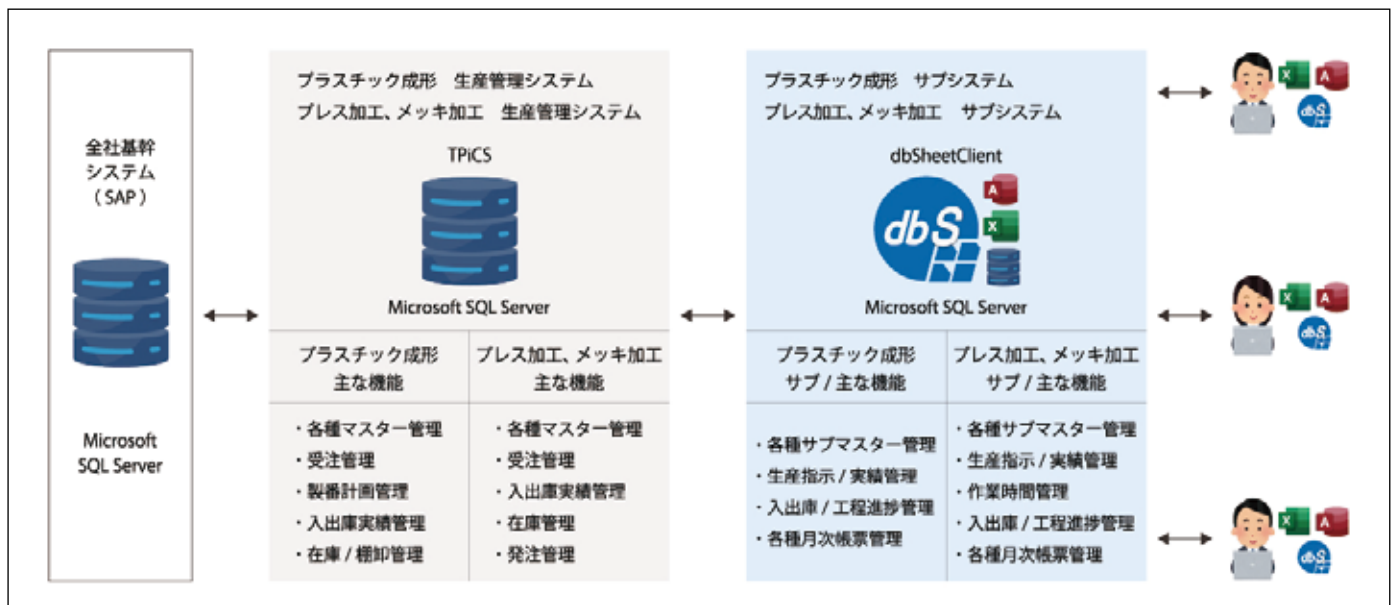 全社基幹
システム
（SAP）
Microsoft
SQL Server
プラスチック成形　生産管理システム
プレス加工、メッキ加工　生産管理システム
TPiCS
Microsoft SQL Server
プラスチック成形
主な機能
・各種マスター管理
・受注管理
・製番計画管理
・入出庫実績管理
・在庫 / 棚卸管理
プレス加工、メッキ加工
主な機能
・各種マスター管理
・受注管理
・入出庫実績管理
・在庫管理
・発注管理
プラスチック成形　サブシステム
プレス加工、メッキ加工　サブシステム
dbSheetClient
dbS
A
X
Microsoft SQL Server
プラスチック成形
サブ / 主な機能
・各種サブマスター管理
・生産指示 / 実績管理
・入出庫 / 工程進捗管理
・各種月次帳票管理
プレス加工、メッキ加工
サブ / 主な機能
・各種サブマスター管理
・生産指示 / 実績管理
・作業時間管理
・入出庫 / 工程進捗管理
・各種月次帳票管理
X A
dbS
X A
dbS
X A
dbS